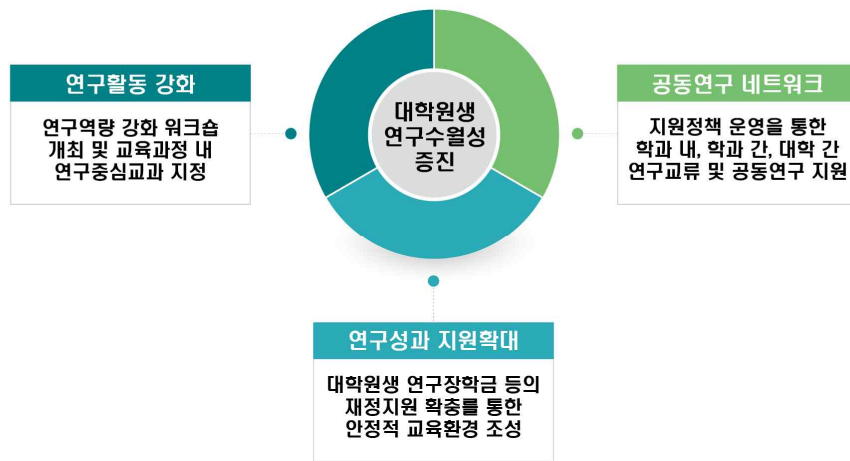 연구활동 강화
연구역량 강화 워크숍
개최 및 교육과정 내
연구중심교과 지정
대학원생
연구수월성
증진
공동연구 네트워크
지원정책 운영을 통한
학과 내, 학과 간, 대학 간
연구교류 및 공동연구 지원
연구성과 지원확대
대학원생 연구장학금 등의
재정지원 확충를 통한
안정적 교육환경 조성